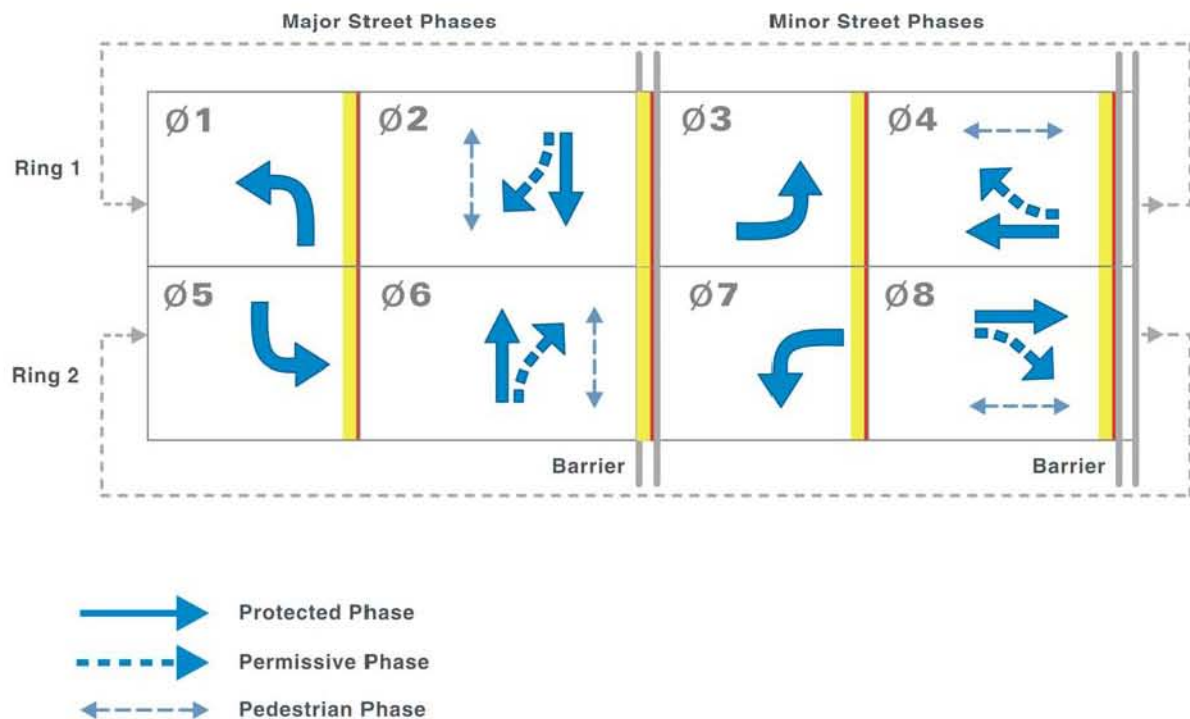 Major Street Phases
Minor Street Phases
Ø1
Ø2
Ø3
Ø4
Ring 1
Ø5
Ø6
Ø7
Ø8
Ring 2
Barrier
Barrier
Protected Phase
Permissive Phase
Pedestrian Phase